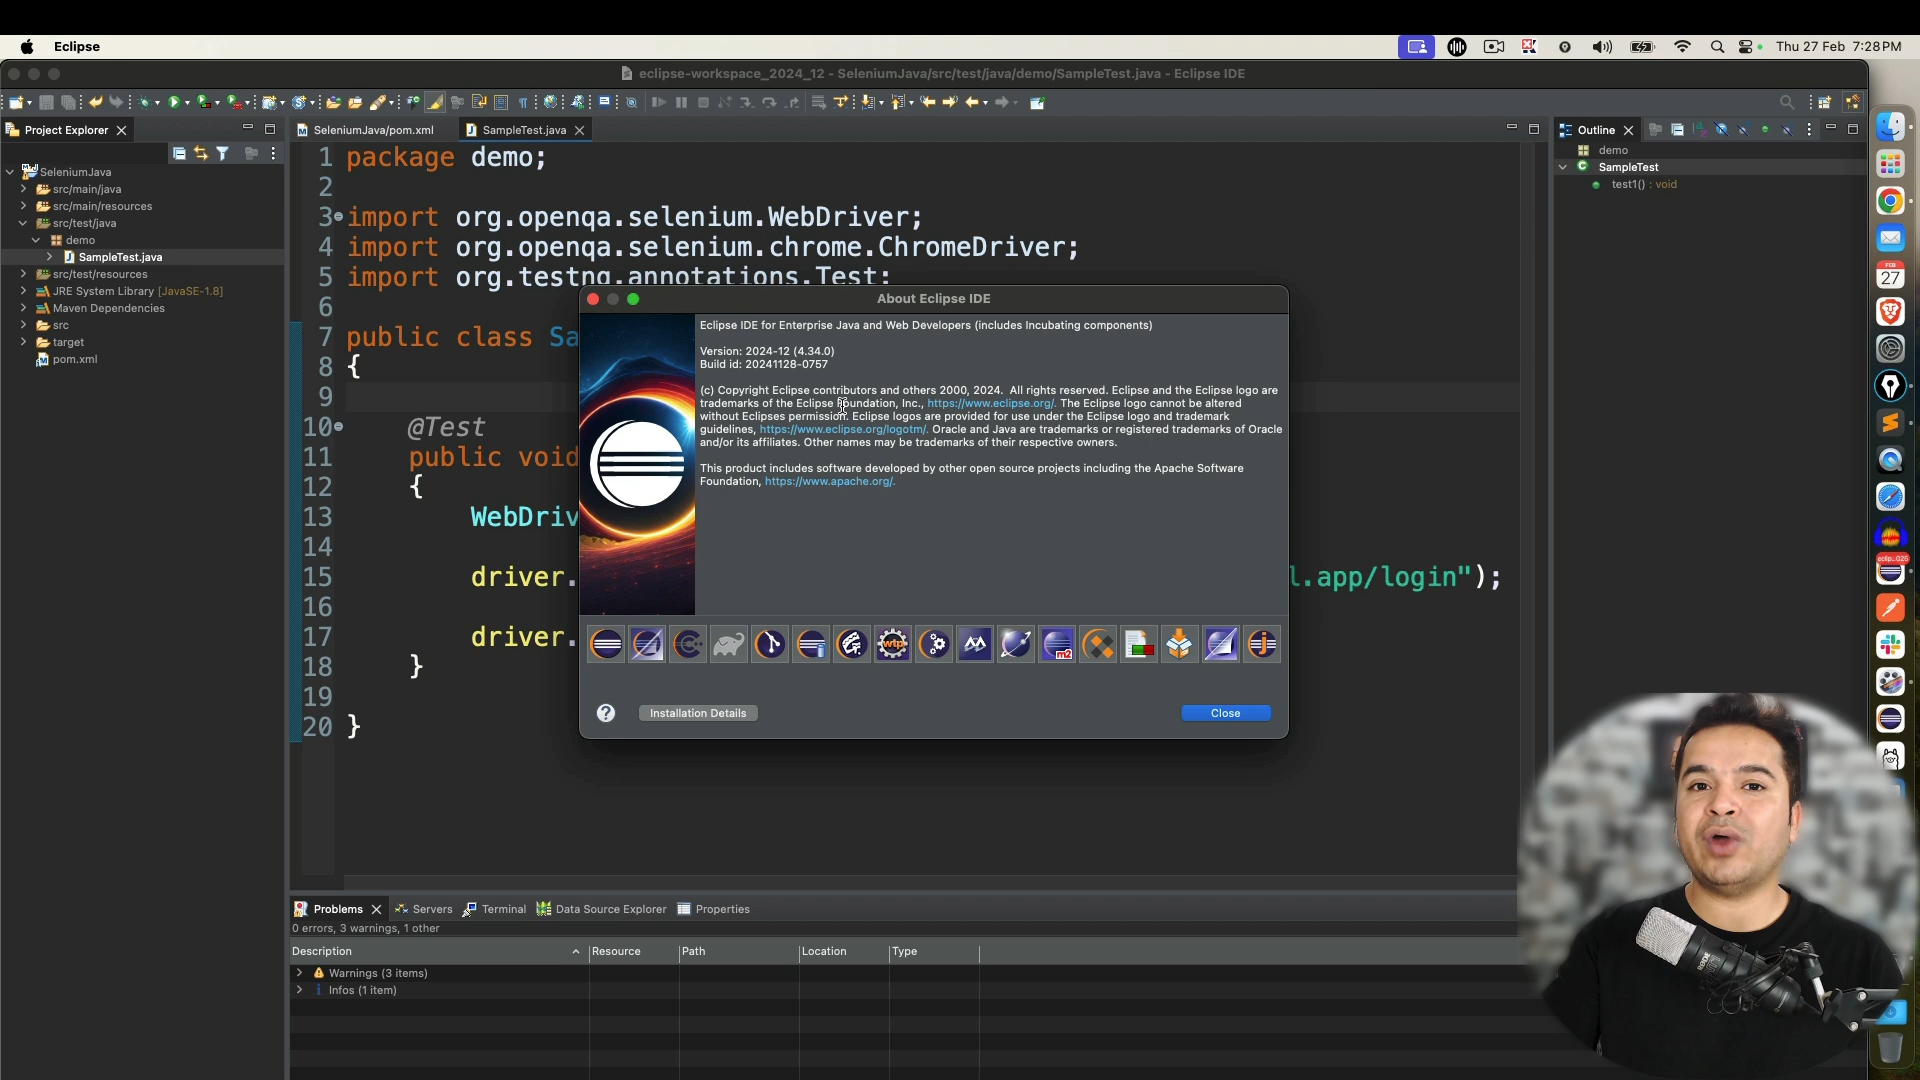 Eclipse
Thu 27 Feb 7:28 PM
eclipse-workspace_2024_12 - SeleniumJava/src/test/java/demo/SampleTest.java - Eclipse IDE
Project Explorer
SeleniumJava
src/main/java
src/main/resources
src/test/java
demo
SampleTest.java
src/test/resources
JRE System Library [JavaSE-1.8]
Maven Dependencies
src
target
pom.xml
SeleniumJava/pom.xml
SampleTest.java
1 package demo;
2
3 import org.openqa.selenium.WebDriver;
4 import org.openqa.selenium.chrome.ChromeDriver;
5 import org.testng.annotations.Test;
6
7 public class Sa
8 {
9
10 @Test
11 public void
12 {
13 WebDriv
14
15 driver. l.app/login");
16
17 driver.
18 }
19
20 }
About Eclipse IDE
Eclipse IDE for Enterprise Java and Web Developers (includes Incubating components)
Version: 2024-12 (4.34.0)
Build id: 20241128-0757
(c) Copyright Eclipse contributors and others 2000, 2024. All rights reserved. Eclipse and the Eclipse logo are
trademarks of the Eclipse Foundation, Inc., https://www.eclipse.org/. The Eclipse logo cannot be altered
without Eclipses permission. Eclipse logos are provided for use under the Eclipse logo and trademark
guidelines, https://www.eclipse.org/logotm/. Oracle and Java are trademarks or registered trademarks of Oracle
and/or its affiliates. Other names may be trademarks of their respective owners.
This product includes software developed by other open source projects including the Apache Software
Foundation, https://www.apache.org/.
wtp
m2
Installation Details
Close
Outline
demo
SampleTest
test1() : void
FEB
27
Problems
Servers
Terminal
Data Source Explorer
Properties
0 errors, 3 warnings, 1 other
Description
Resource
Path
Location
Type
Warnings (3 items)
Infos (1 item)
RODE